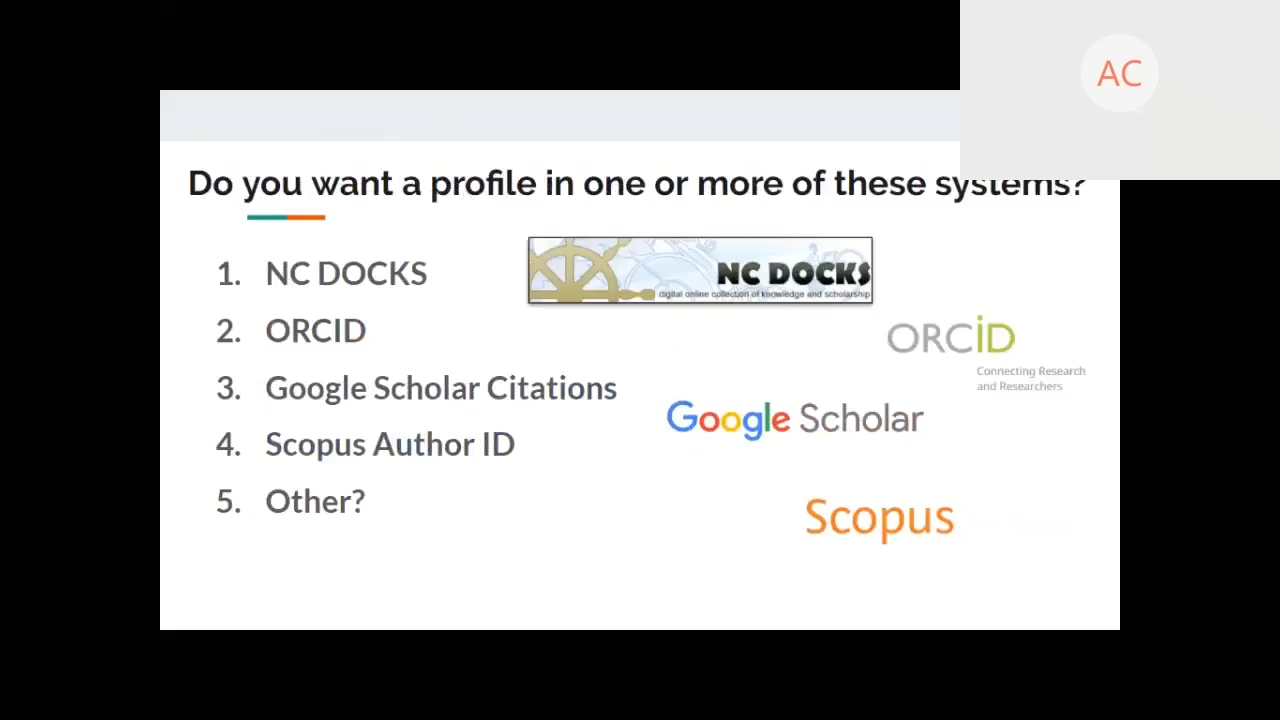 AC
Do you want a profile in one or more of these systems?
1. NC DOCKS
2. ORCID
3. Google Scholar Citations
4. Scopus Author ID
5. Other?
NC DOCKS
digital online collection of knowledge and scholarship
ORCiD
Connecting Research
and Researchers
Google Scholar
Scopus